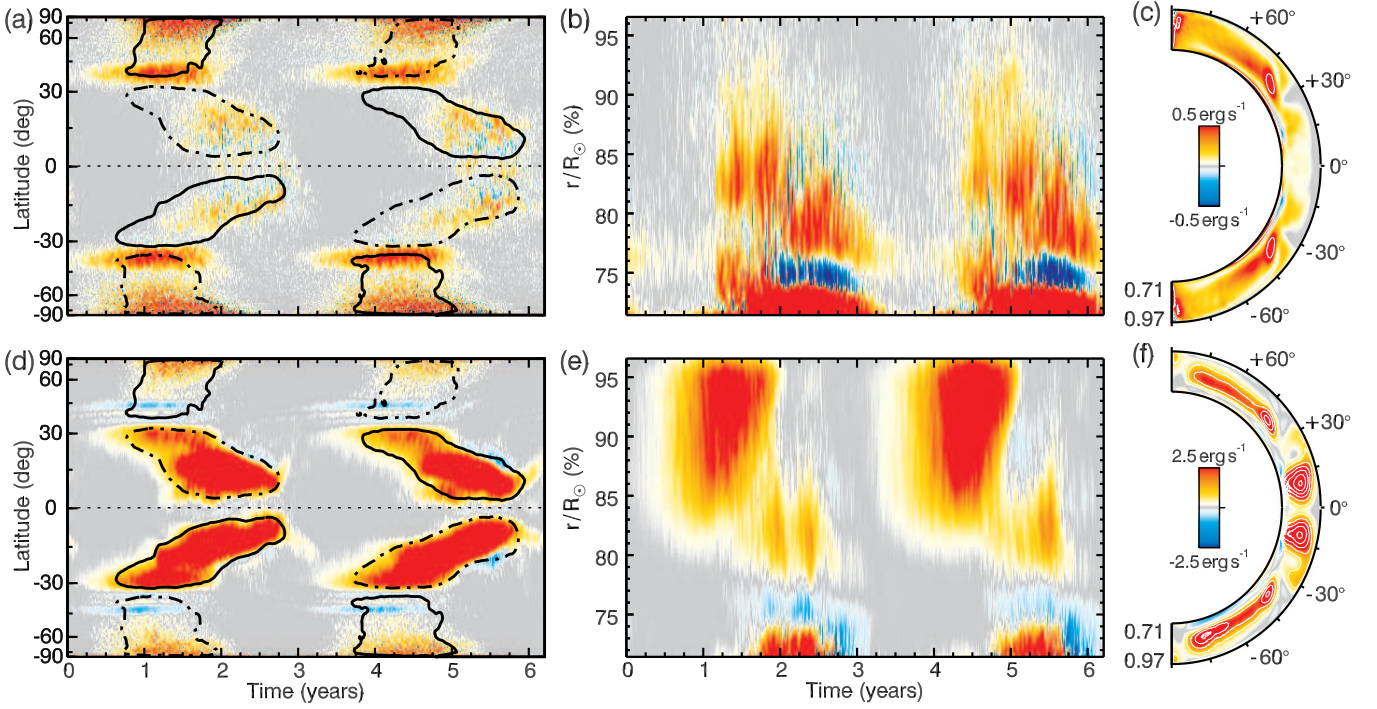 (a)
90
60
30
0
-30
-60
-90
Latitude (deg)
(b)
95
90
85
80
75
r/R☉ (%)
(c)
+60°
+30°
0°
-30°
-60°
0.5 erg s⁻¹
-0.5 erg s⁻¹
0.71
0.97
(d)
90
60
30
0
-30
-60
-90
Latitude (deg)
0 1 2 3 4 5 6
Time (years)
(e)
95
90
85
80
75
r/R☉ (%)
0 1 2 3 4 5 6
Time (years)
(f)
+60°
+30°
0°
-30°
-60°
2.5 erg s⁻¹
-2.5 erg s⁻¹
0.71
0.97